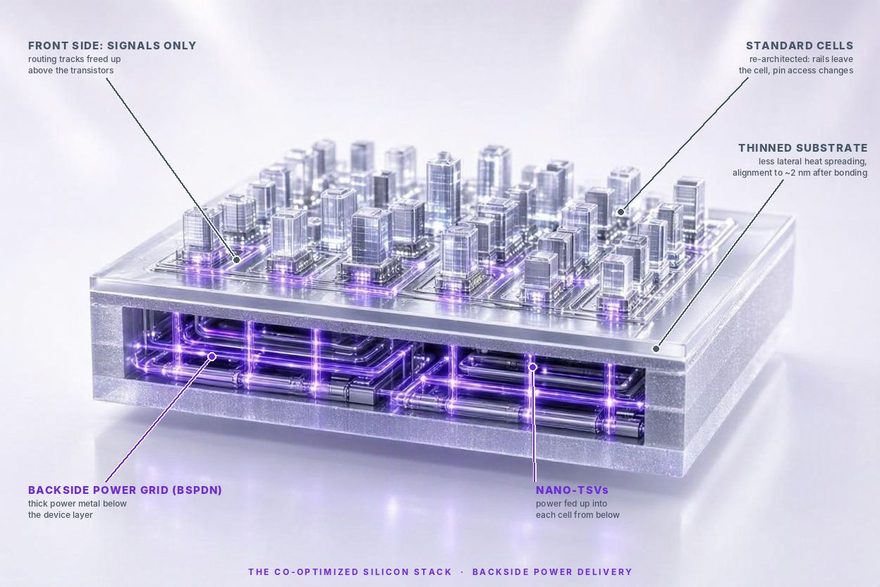 FRONT SIDE: SIGNALS ONLY
routing tracks freed up
above the transistors
STANDARD CELLS
re-architected: rails leave
the cell, pin access changes
THINNED SUBSTRATE
less lateral heat spreading,
alignment to ~2 nm after bonding
BACKSIDE POWER GRID (BSPDN)
thick power metal below
the device layer
NANO-TSVs
power fed up into
each cell from below
THE CO-OPTIMIZED SILICON STACK · BACKSIDE POWER DELIVERY